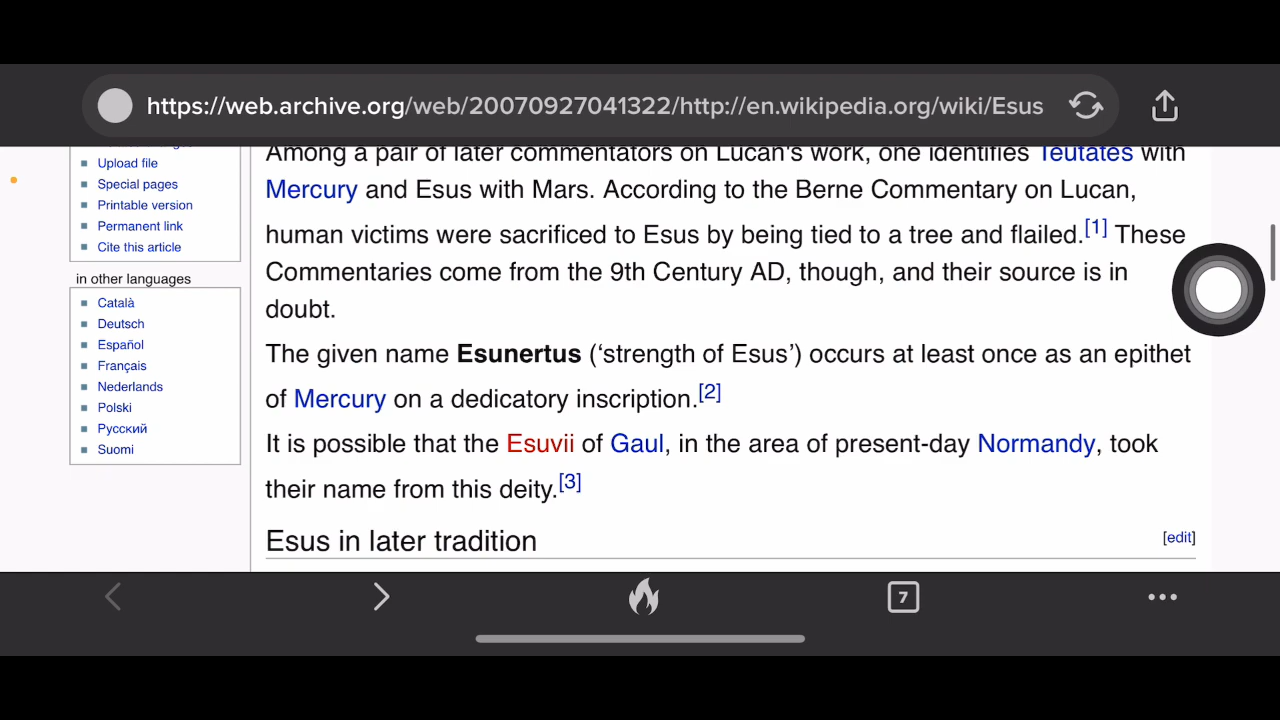 https://web.archive.org/web/20070927041322/http://en.wikipedia.org/wiki/Esus
Upload file
Special pages
Printable version
Permanent link
Cite this article
in other languages
Català
Deutsch
Español
Français
Nederlands
Polski
Русский
Suomi
Among a pair of later commentators on Lucan's work, one identifies Teutates with
Mercury and Esus with Mars. According to the Berne Commentary on Lucan,
human victims were sacrificed to Esus by being tied to a tree and flailed.[1] These
Commentaries come from the 9th Century AD, though, and their source is in
doubt.
The given name Esunertus (‘strength of Esus’) occurs at least once as an epithet
of Mercury on a dedicatory inscription.[2]
It is possible that the Esuvii of Gaul, in the area of present-day Normandy, took
their name from this deity.[3]
Esus in later tradition
[edit]
7